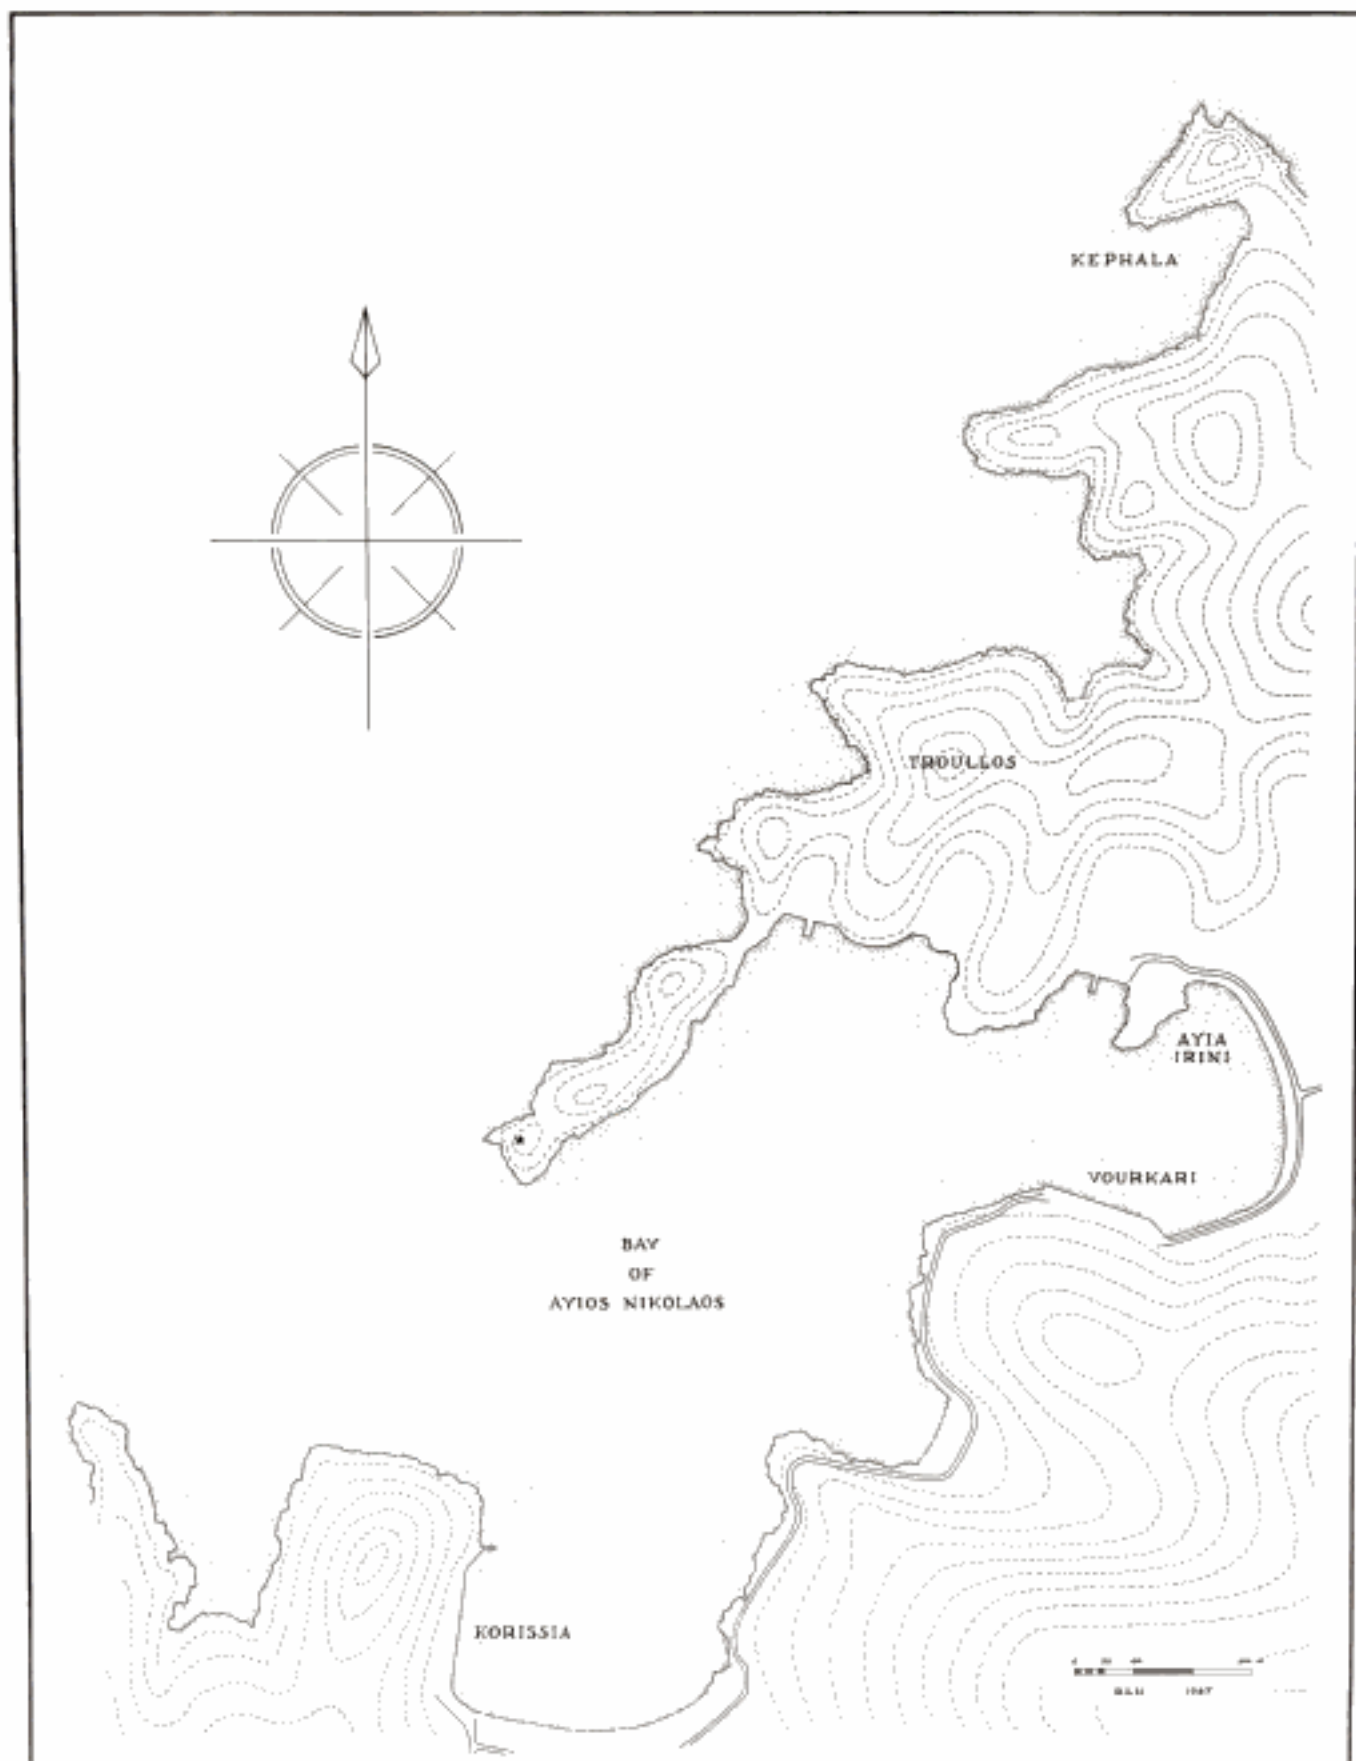 KEPHALA
TROULLOS
AYIA
IRINI
VOURKARI
BAY
OF
AYIOS NIKOLAOS
KORISSIA